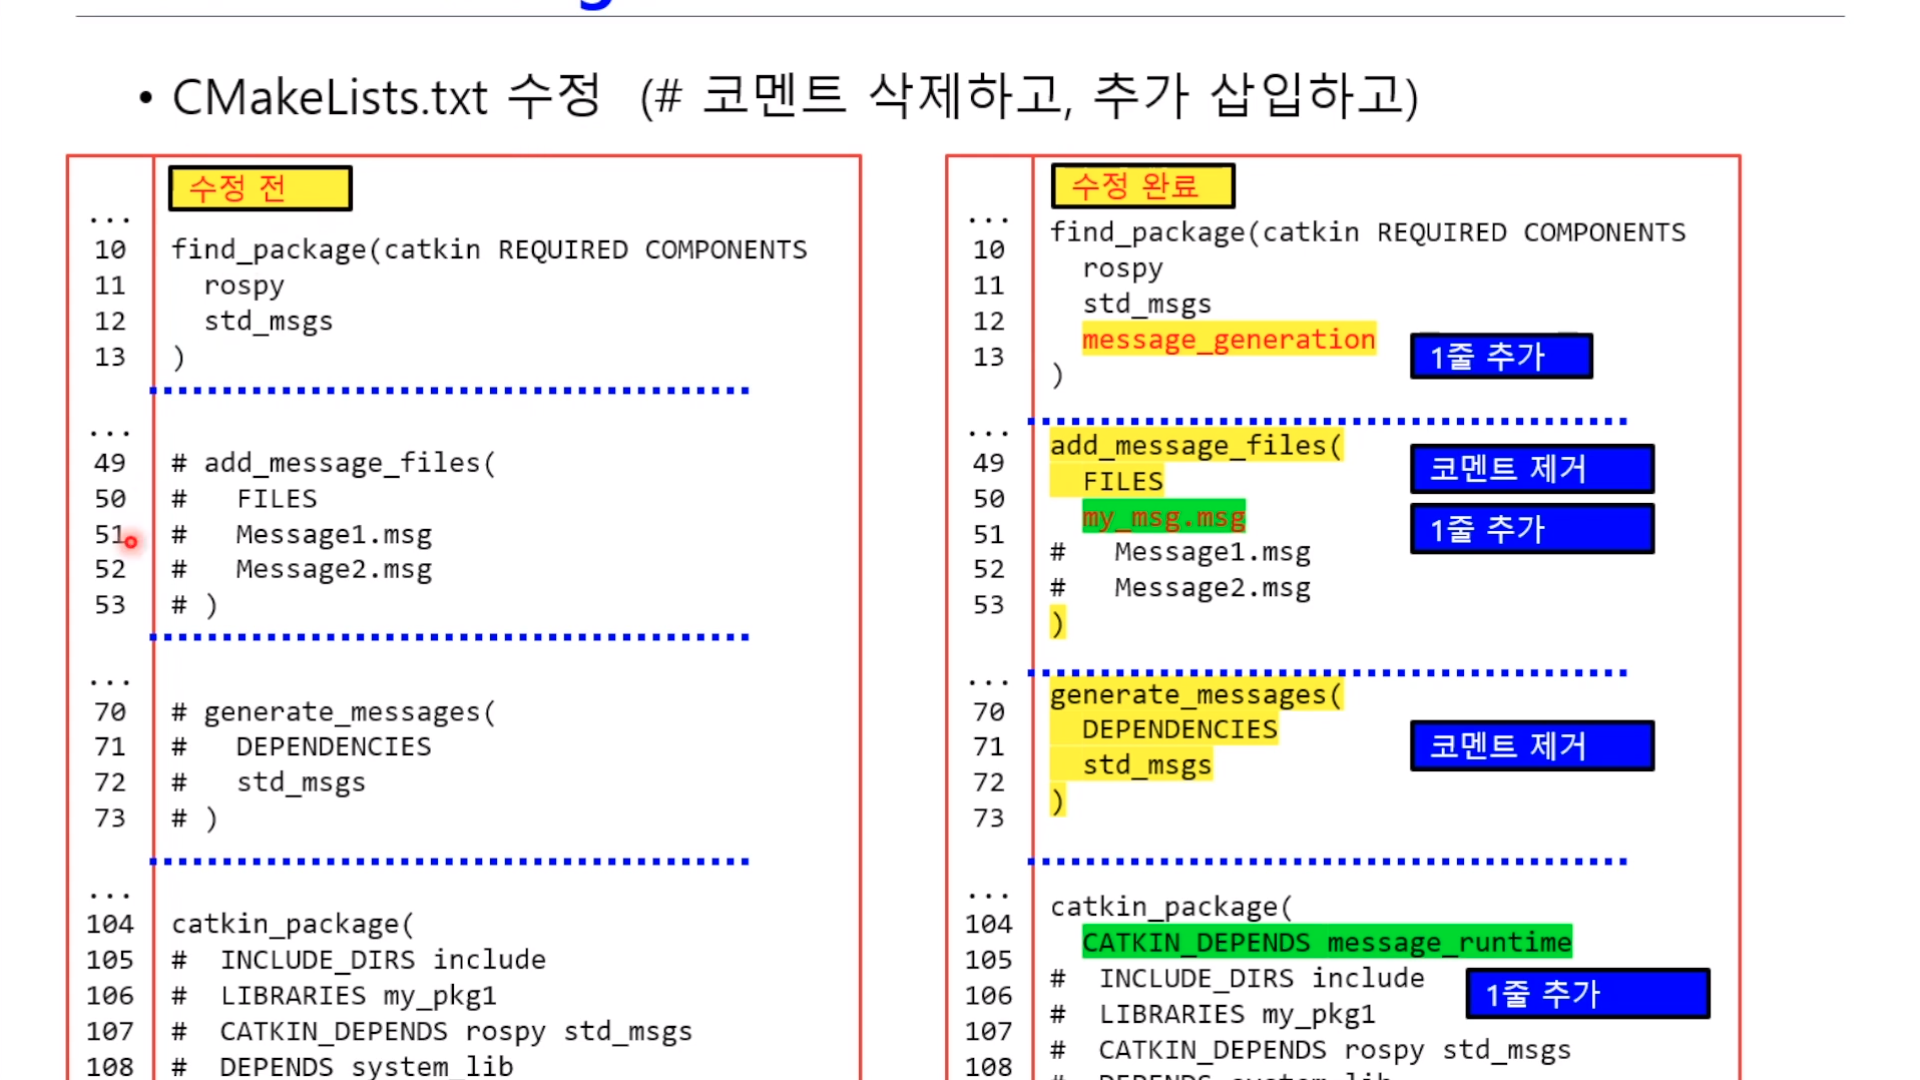 • CMakeLists.txt 수정 (# 코멘트 삭제하고, 추가 삽입하고)
수정 전
...
10 find_package(catkin REQUIRED COMPONENTS
11 rospy
12 std_msgs
13 )
...
49 # add_message_files(
50 # FILES
51 # Message1.msg
52 # Message2.msg
53 # )
...
70 # generate_messages(
71 # DEPENDENCIES
72 # std_msgs
73 # )
...
104 catkin_package(
105 # INCLUDE_DIRS include
106 # LIBRARIES my_pkg1
107 # CATKIN_DEPENDS rospy std_msgs
108 # DEPENDS system_lib
수정 완료
...
10 find_package(catkin REQUIRED COMPONENTS
11 rospy
12 std_msgs
message_generation 1줄 추가
13 )
...
49 add_message_files( 코멘트 제거
50 FILES
my_msg.msg 1줄 추가
51 # Message1.msg
52 # Message2.msg
53 )
...
70 generate_messages(
71 DEPENDENCIES 코멘트 제거
72 std_msgs
73 )
...
104 catkin_package(
CATKIN_DEPENDS message_runtime
105 # INCLUDE_DIRS include 1줄 추가
106 # LIBRARIES my_pkg1
107 # CATKIN_DEPENDS rospy std_msgs
108 #